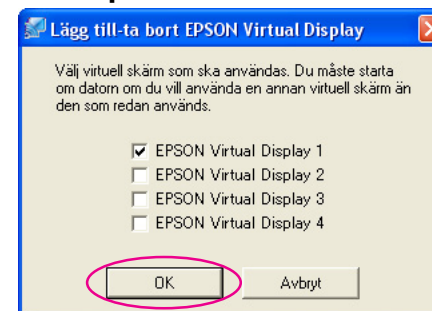 Lägg till-ta bort EPSON Virtual Display
Välj virtuell skärm som ska användas. Du måste starta
om datorn om du vill använda en annan virtuell skärm än
den som redan används.
EPSON Virtual Display 1
EPSON Virtual Display 2
EPSON Virtual Display 3
EPSON Virtual Display 4
OK Avbryt